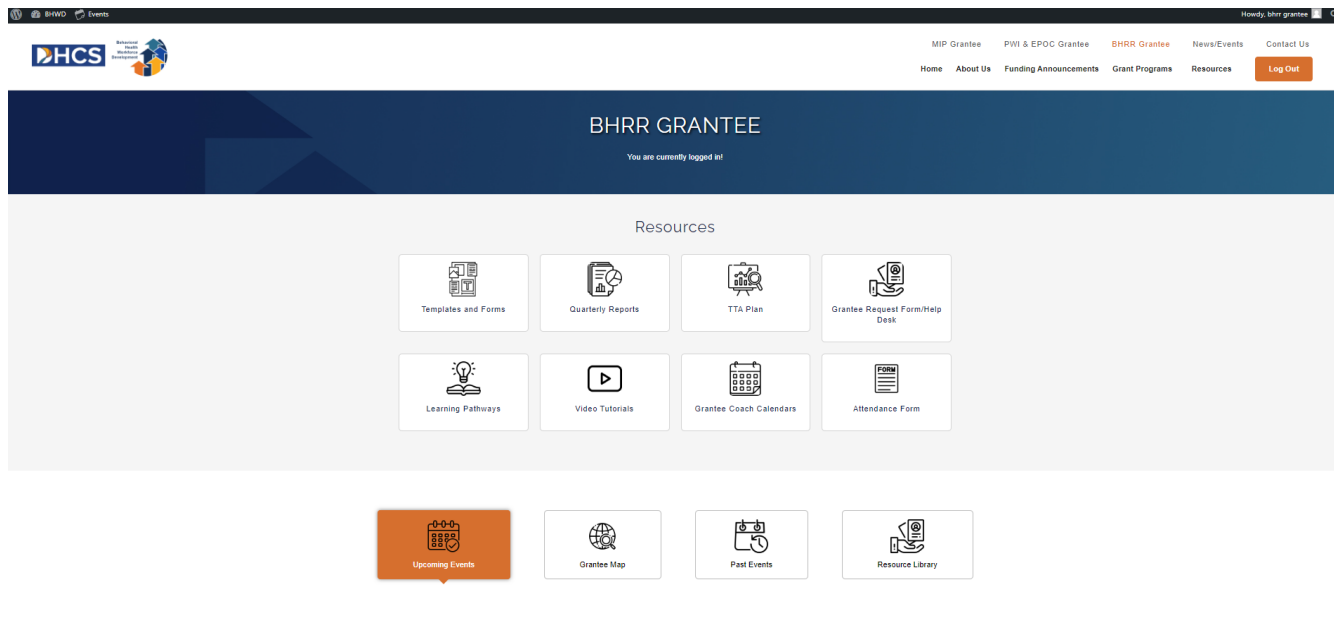 BHWD Events
Howdy, bhrr grantee
DHCS
Behavioral
Health
Workforce
Development
MIP Grantee PWI & EPOC Grantee BHRR Grantee News/Events Contact Us
Home About Us Funding Announcements Grant Programs Resources Log Out
BHRR GRANTEE
You are currently logged in!
Resources
Templates and Forms
Quarterly Reports
TTA Plan
Grantee Request Form/Help
Desk
Learning Pathways
Video Tutorials
Grantee Coach Calendars
FORM
Attendance Form
Upcoming Events
Grantee Map
Past Events
Resource Library